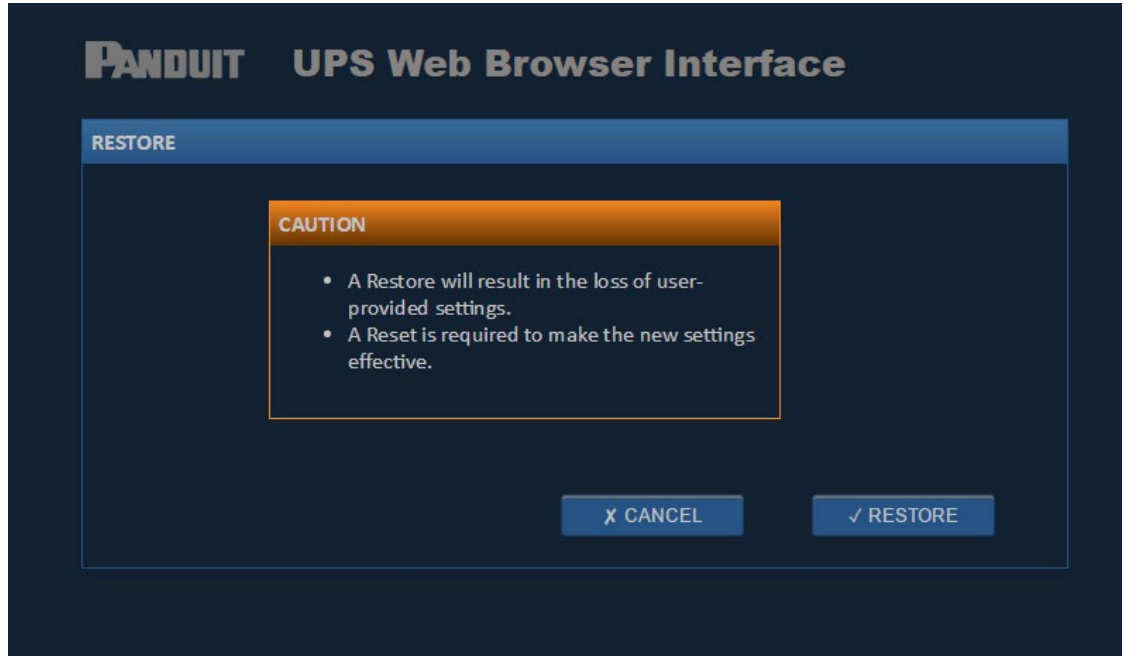 PANDUIT UPS Web Browser Interface
RESTORE
CAUTION
• A Restore will result in the loss of user-
provided settings.
• A Reset is required to make the new settings
effective.
✗ CANCEL ✓ RESTORE